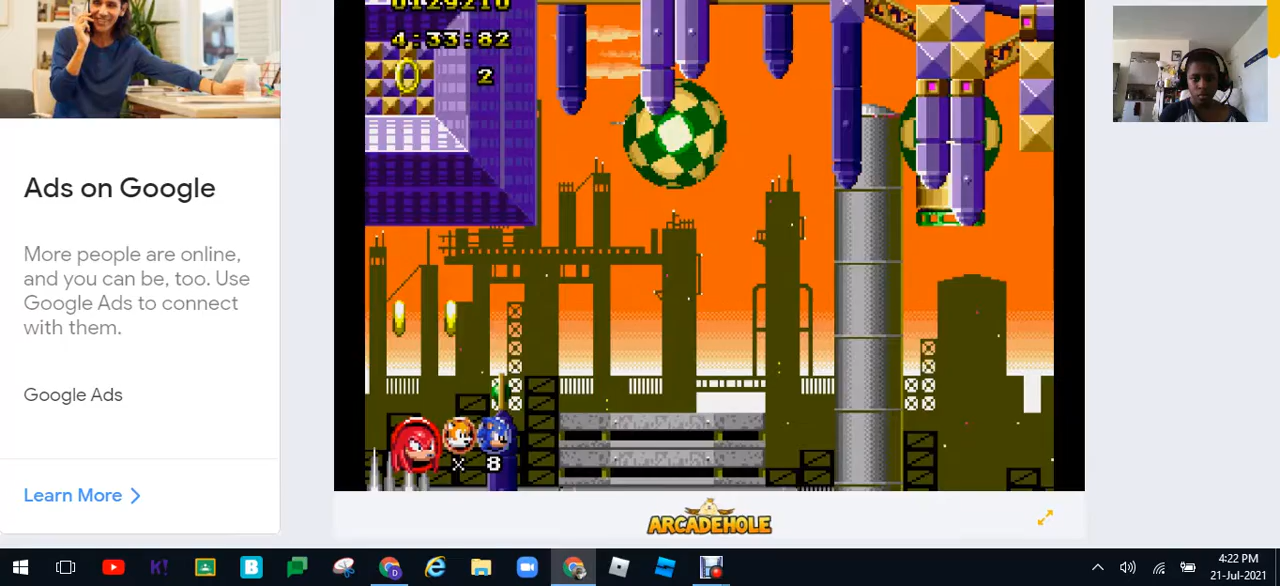 4:33:82
0
2
Ads on Google
More people are online,
and you can be, too. Use
Google Ads to connect
with them.
Google Ads
Learn More
X 8
ARCADEHOLE
K!
B
D
4:22 PM
21-Jul-2021